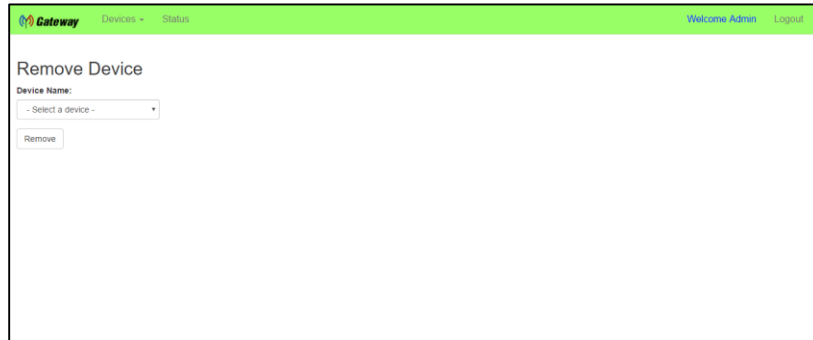 Gateway Devices Status Welcome Admin Logout
Remove Device
Device Name:
- Select a device -
Remove